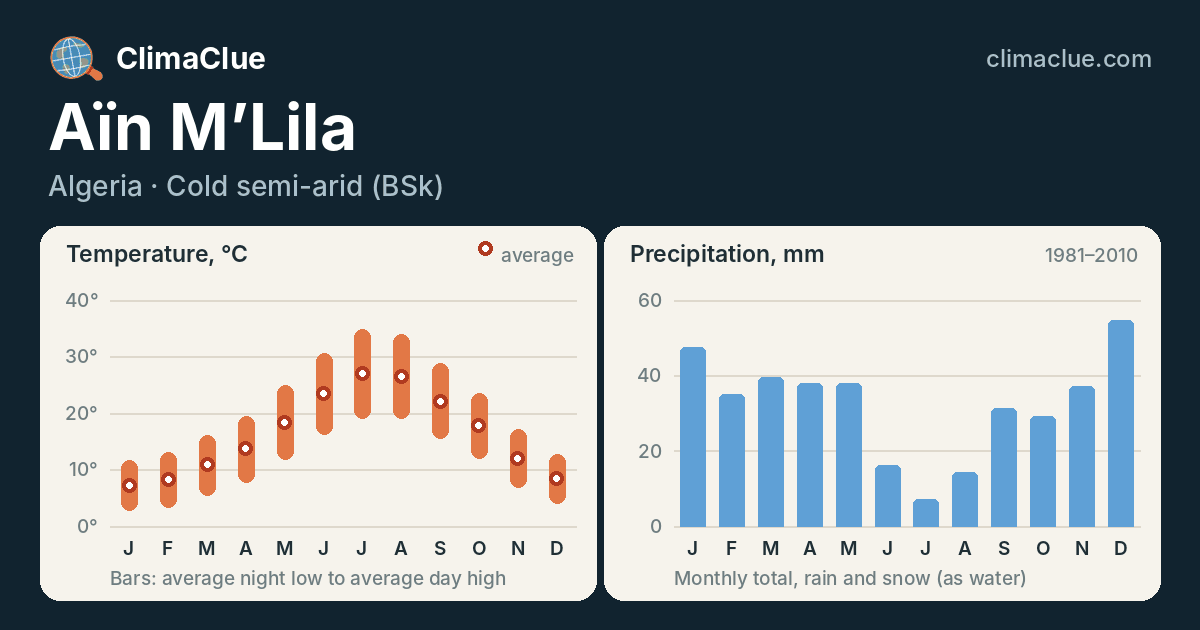 ClimaClue
climaclue.com
Aïn M’Lila
Algeria · Cold semi-arid (BSk)
Temperature, °C
average
40°
30°
20°
10°
0°
J F M A M J J A S O N D
Bars: average night low to average day high
Precipitation, mm
1981–2010
60
40
20
0
J F M A M J J A S O N D
Monthly total, rain and snow (as water)